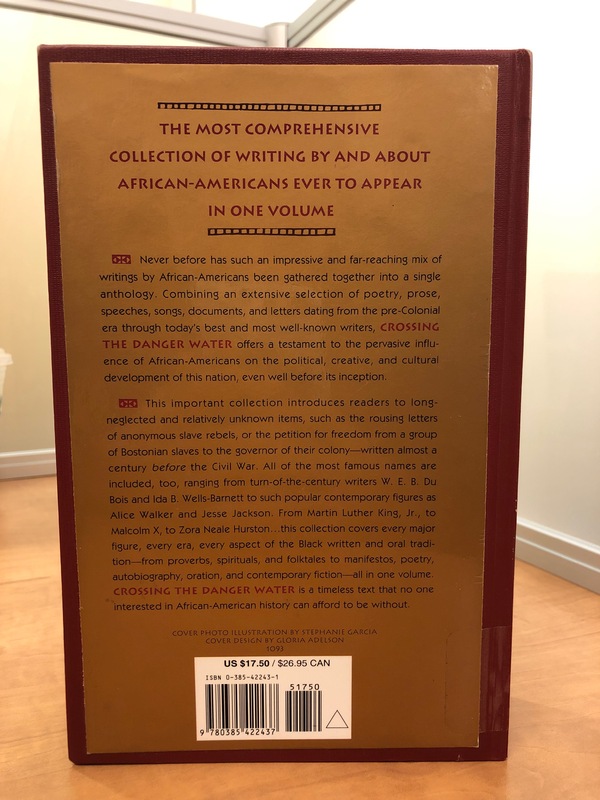 THE MOST COMPREHENSIVE
COLLECTION OF WRITING BY AND ABOUT
AFRICAN-AMERICANS EVER TO APPEAR
IN ONE VOLUME
Never before has such an impressive and far-reaching mix of
writings by African-Americans been gathered together into a single
anthology. Combining an extensive selection of poetry, prose,
speeches, songs, documents, and letters dating from the pre-Colonial
era through today's best and most well-known writers, CROSSING
THE DANGER WATER offers a testament to the pervasive influ-
ence of African-Americans on the political, creative, and cultural
development of this nation, even well before its inception.
This important collection introduces readers to long-
neglected and relatively unknown items, such as the rousing letters
of anonymous slave rebels, or the petition for freedom from a group
of Bostonian slaves to the governor of their colony—written almost a
century before the Civil War. All of the most famous names are
included, too, ranging from turn-of-the-century writers W. E. B. Du
Bois and Ida B. Wells-Barnett to such popular contemporary figures as
Alice Walker and Jesse Jackson. From Martin Luther King, Jr., to
Malcolm X, to Zora Neale Hurston...this collection covers every major
figure, every era, every aspect of the Black written and oral tradi-
tion—from proverbs, spirituals, and folktales to manifestos, poetry,
autobiography, oration, and contemporary fiction—all in one volume.
CROSSING THE DANGER WATER is a timeless text that no one
interested in African-American history can afford to be without.
COVER PHOTO ILLUSTRATION BY STEPHANIE GARCIA
COVER DESIGN BY GLORIA ADELSON
1093
US $17.50 / $26.95 CAN
ISBN 0-385-42243-1
51750
9 780385 422437